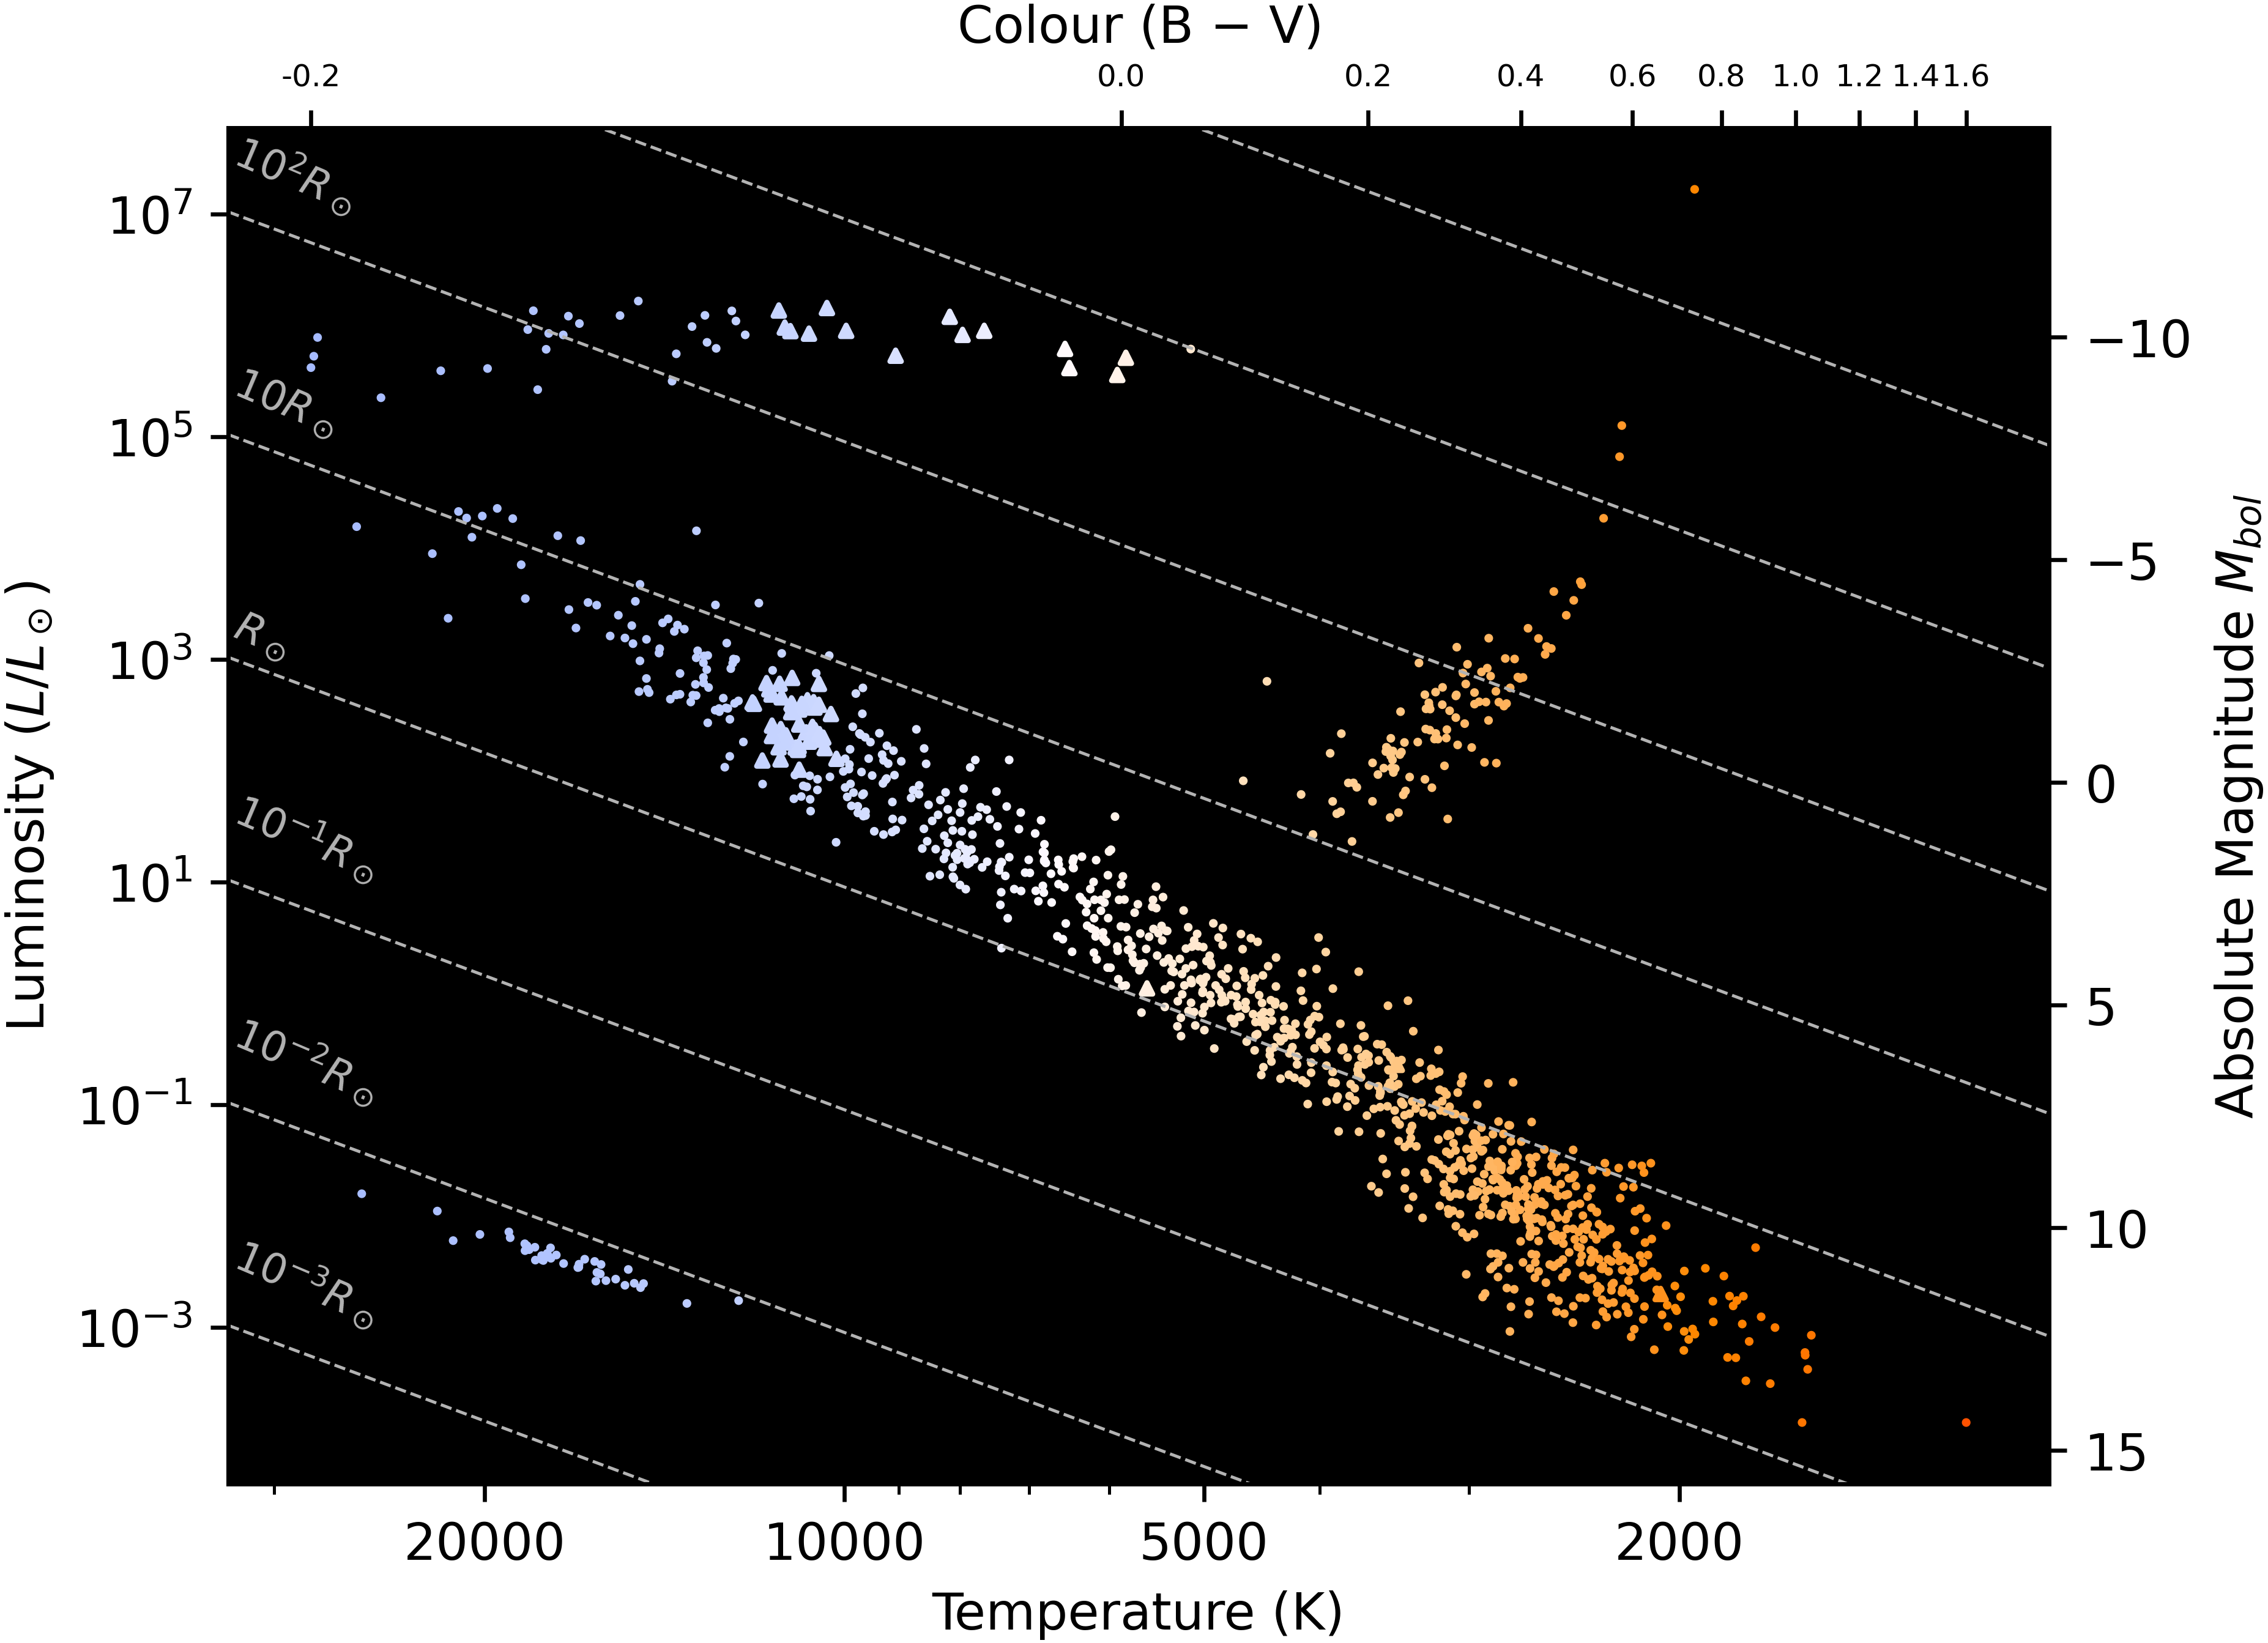 Colour (B − V)
-0.2 0.0 0.2 0.4 0.6 0.8 1.0 1.2 1.4 1.6
10²R☉
10R☉
R☉
10⁻¹R☉
10⁻²R☉
10⁻³R☉
Luminosity (L/L☉)
10⁷
10⁵
10³
10¹
10⁻¹
10⁻³
−10
−5
0
5
10
15
Absolute Magnitude M_bol
20000 10000 5000 2000
Temperature (K)